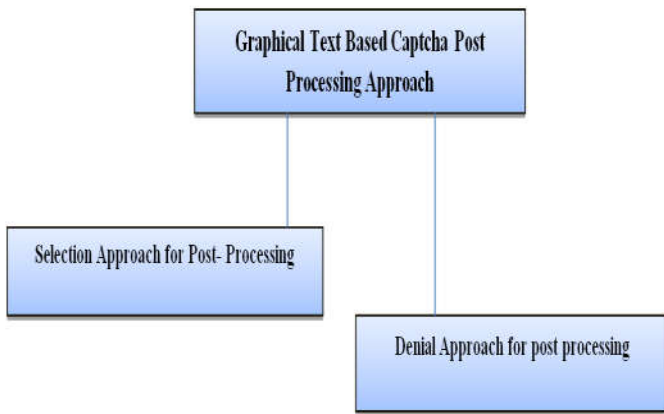 Graphical Text Based Captcha Post
Processing Approach
Selection Approach for Post- Processing
Denial Approach for post processing